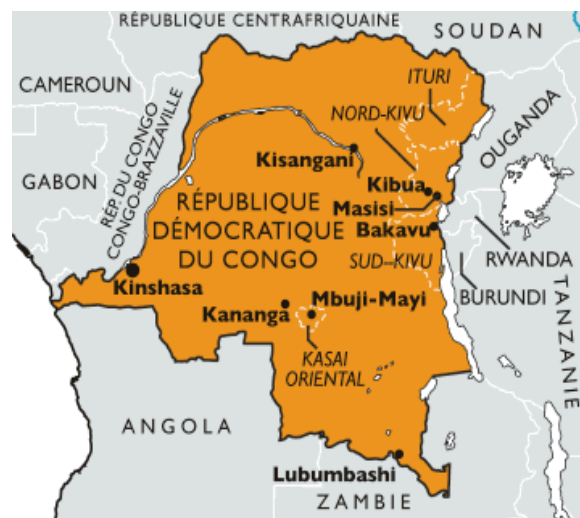 RÉPUBLIQUE CENTRAFRIQUAINE
SOUDAN
CAMEROUN
ITURI
NORD-KIVU
OUGANDA
RÉP. DU CONGO
CONGO-BRAZZAVILLE
GABON
Kisangani
Kibua
Masisi
Bakavu
RÉPUBLIQUE
DÉMOCRATIQUE
DU CONGO
SUD-KIVU
RWANDA
BURUNDI
TANZANIE
Kinshasa
Kananga
Mbuji-Mayi
KASAI
ORIENTAL
ANGOLA
Lubumbashi
ZAMBIE